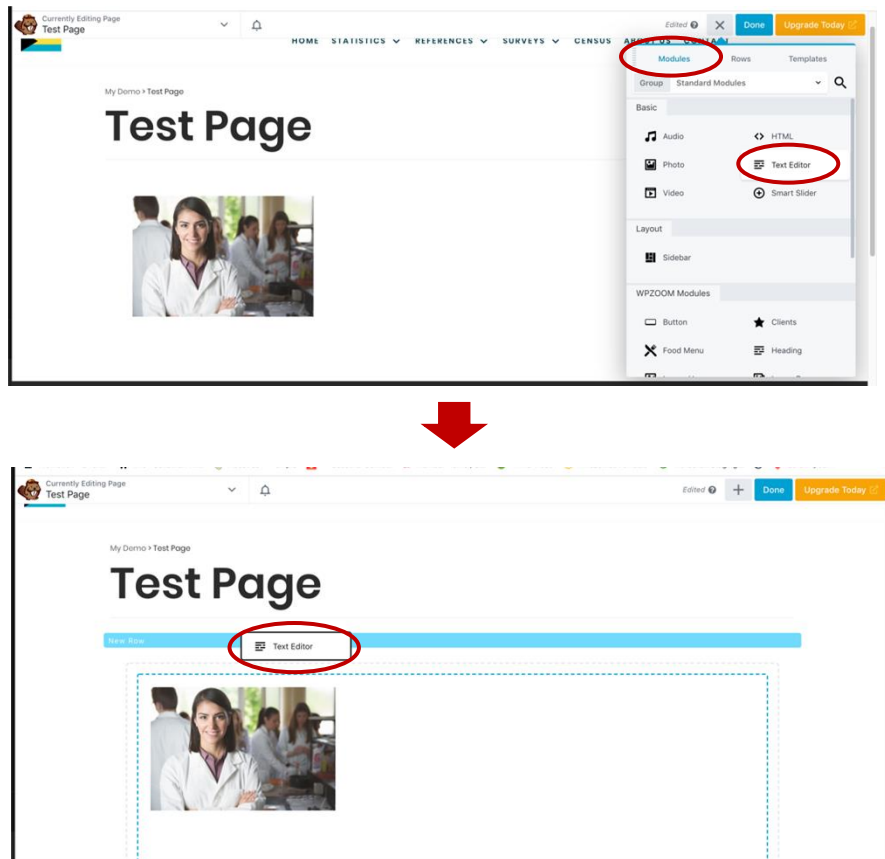 Currently Editing Page
Test Page
Edited
Done
Upgrade Today
HOME STATISTICS REFERENCES SURVEYS CENSUS ABOUT US
Modules Rows Templates
Group Standard Modules
My Demo > Test Page
Test Page
Basic
Audio HTML
Photo Text Editor
Video Smart Slider
Layout
Sidebar
WPZOOM Modules
Button Clients
Food Menu Heading
Currently Editing Page
Test Page
Edited
Done
Upgrade Today
My Demo > Test Page
Test Page
New Row
Text Editor